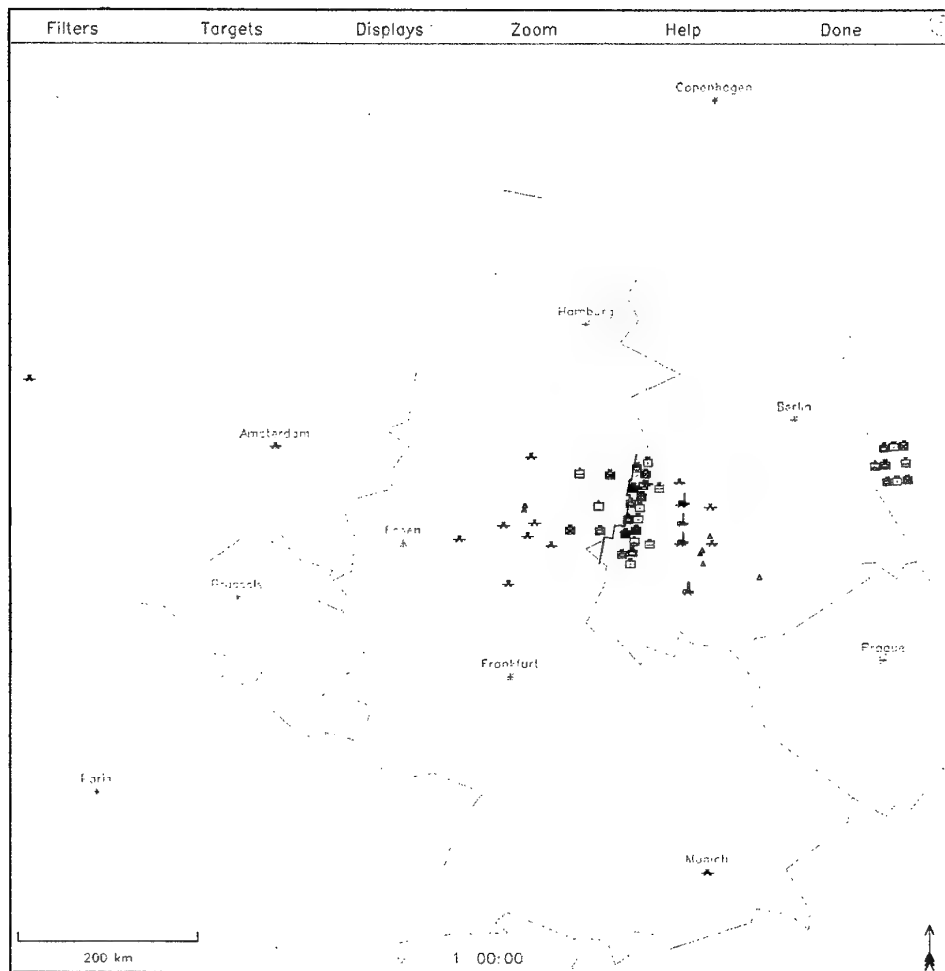 Filters Targets Displays Zoom Help Done
Copenhagen
Hamburg
Berlin
Amsterdam
Essen
Brussels
Prague
Frankfurt
Paris
Munich
200 km 1 00:00